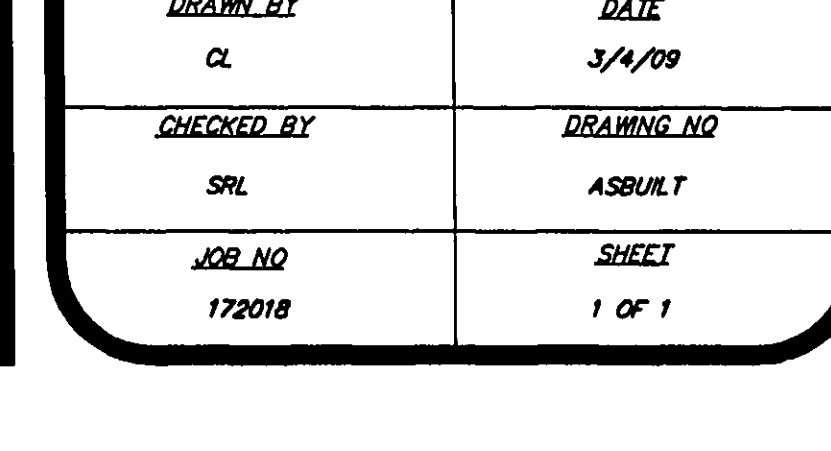 DRAWN BY
CL
DATE
3/4/09
CHECKED BY
SRL
DRAWING NO
ASBUILT
JOB NO
172018
SHEET
1 OF 1